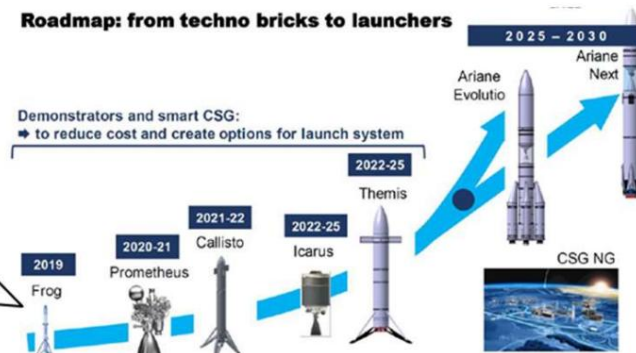 Roadmap: from techno bricks to launchers
2025 – 2030
Ariane
Next
Ariane
Evolutio
Demonstrators and smart CSG:
➡ to reduce cost and create options for launch system
2022-25
Themis
2021-22
Callisto
2022-25
Icarus
2020-21
Prometheus
2019
Frog
CSG NG